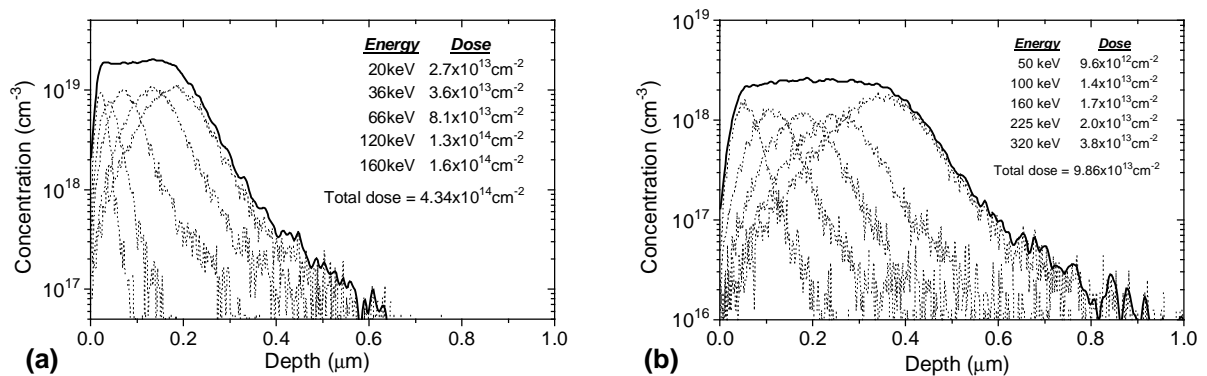 Energy Dose
20keV 2.7x10¹³cm⁻²
36keV 3.6x10¹³cm⁻²
66keV 8.1x10¹³cm⁻²
120keV 1.3x10¹⁴cm⁻²
160keV 1.6x10¹⁴cm⁻²
Total dose = 4.34x10¹⁴cm⁻²
10¹⁹
10¹⁸
10¹⁷
Concentration (cm⁻³)
0.0 0.2 0.4 0.6 0.8 1.0
Depth (μm)
(a)
Energy Dose
50 keV 9.6x10¹²cm⁻²
100 keV 1.4x10¹³cm⁻²
160 keV 1.7x10¹³cm⁻²
225 keV 2.0x10¹³cm⁻²
320 keV 3.8x10¹³cm⁻²
Total dose = 9.86x10¹³cm⁻²
10¹⁹
10¹⁸
10¹⁷
10¹⁶
Concentration (cm⁻³)
0.0 0.2 0.4 0.6 0.8 1.0
Depth (μm)
(b)